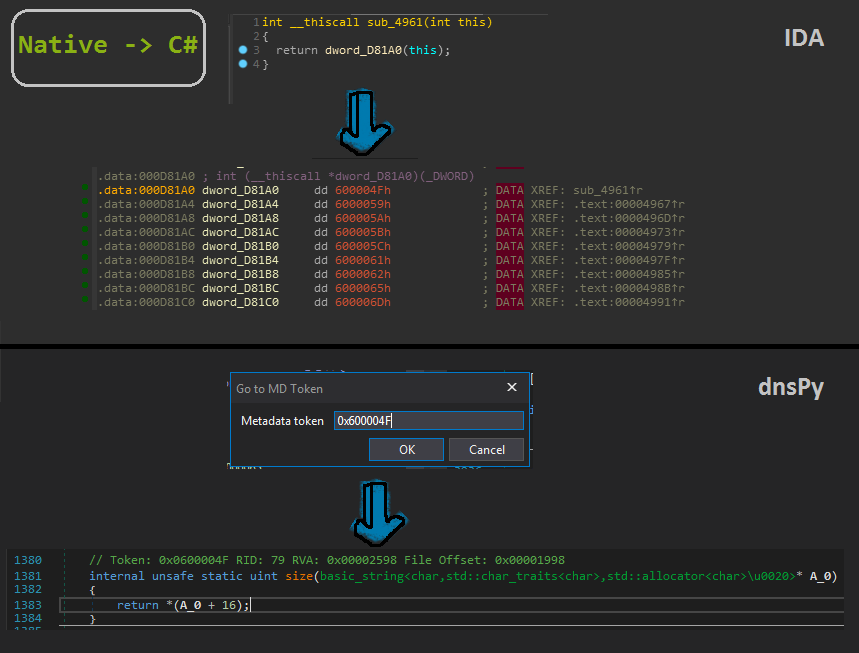 Native -> C#
IDA
1 int __thiscall sub_4961(int this)
2 {
3 return dword_D81A0(this);
4 }
.data:000D81A0 ; int (__thiscall *dword_D81A0)(_DWORD)
.data:000D81A0 dword_D81A0 dd 600004Fh ; DATA XREF: sub_4961↑r
.data:000D81A4 dword_D81A4 dd 6000059h ; DATA XREF: .text:00004967↑r
.data:000D81A8 dword_D81A8 dd 600005Ah ; DATA XREF: .text:0000496D↑r
.data:000D81AC dword_D81AC dd 600005Bh ; DATA XREF: .text:00004973↑r
.data:000D81B0 dword_D81B0 dd 600005Ch ; DATA XREF: .text:00004979↑r
.data:000D81B4 dword_D81B4 dd 6000061h ; DATA XREF: .text:0000497F↑r
.data:000D81B8 dword_D81B8 dd 6000062h ; DATA XREF: .text:00004985↑r
.data:000D81BC dword_D81BC dd 6000065h ; DATA XREF: .text:0000498B↑r
.data:000D81C0 dword_D81C0 dd 600006Dh ; DATA XREF: .text:00004991↑r
dnsPy
Go to MD Token
Metadata token 0x600004F
OK Cancel
1380 // Token: 0x0600004F RID: 79 RVA: 0x00002598 File Offset: 0x00001998
1381 internal unsafe static uint size(basic_string<char,std::char_traits<char>,std::allocator<char>\u0020>* A_0)
1382 {
1383 return *(A_0 + 16);
1384 }